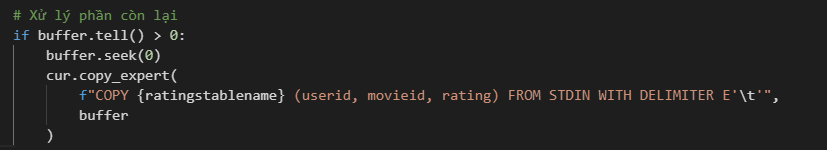 # Xử lý phần còn lại
if buffer.tell() > 0:
    buffer.seek(0)
    cur.copy_expert(
        f"COPY {ratingstablename} (userid, movieid, rating) FROM STDIN WITH DELIMITER E'\t'",
        buffer
    )